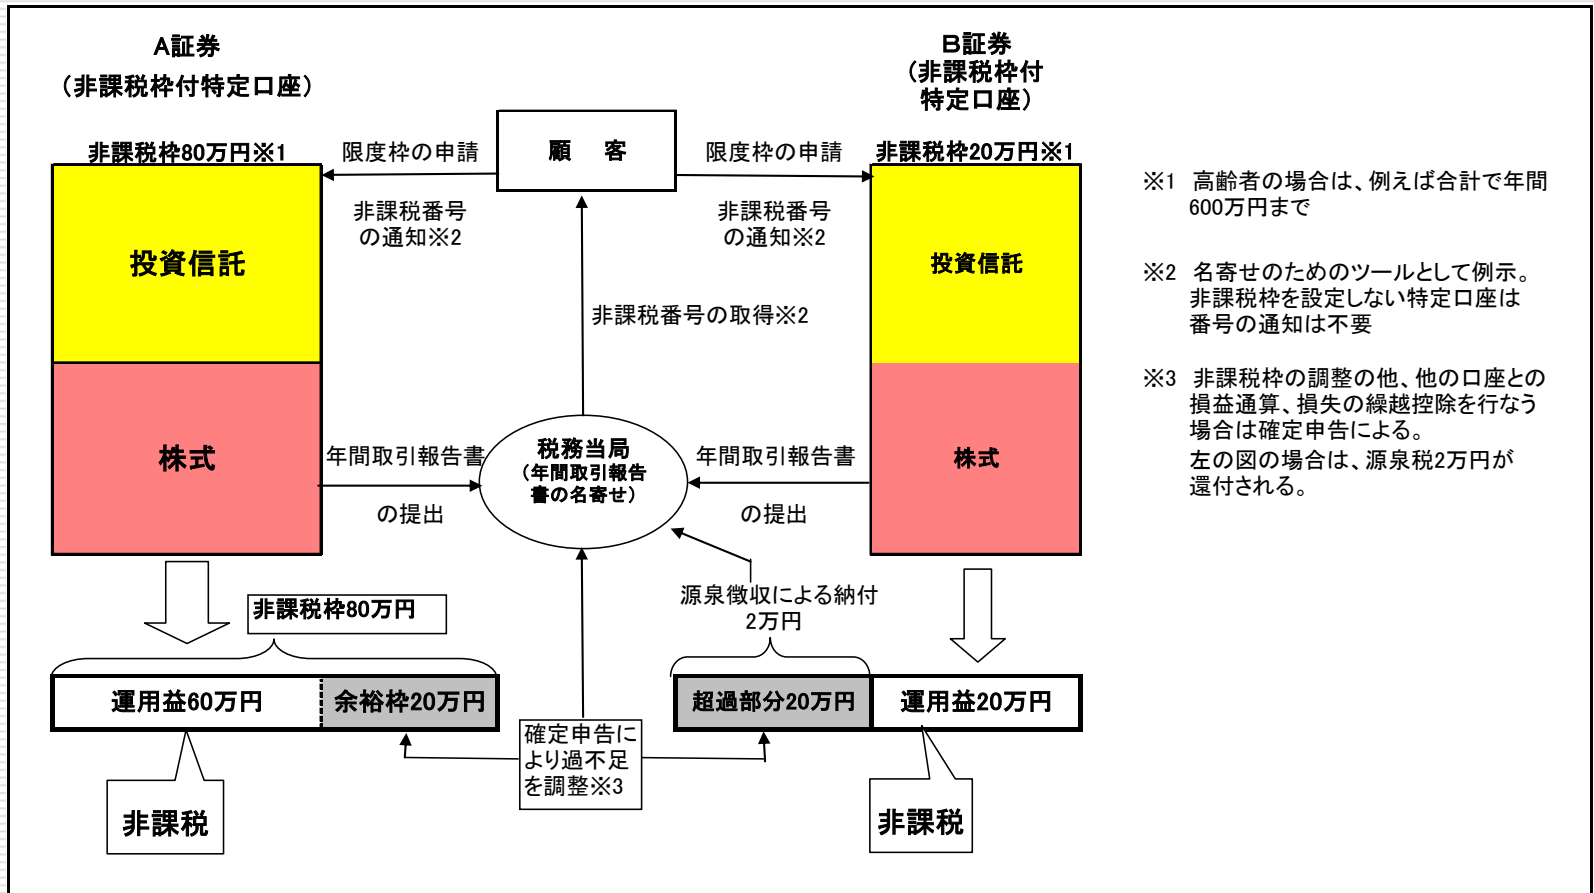 A証券
（非課税枠付特定口座）
B証券
（非課税枠付
特定口座）
顧　客
非課税枠80万円※1
限度枠の申請
限度枠の申請
非課税枠20万円※1
非課税番号
の通知※2
非課税番号
の通知※2
投資信託
投資信託
非課税番号の取得※2
株式
年間取引報告書
の提出
税務当局
（年間取引報告
書の名寄せ）
年間取引報告書
の提出
株式
非課税枠80万円
源泉徴収による納付
2万円
運用益60万円
余裕枠20万円
超過部分20万円
運用益20万円
確定申告に
より過不足
を調整※3
非課税
非課税
※1　高齢者の場合は、例えば合計で年間
600万円まで
※2　名寄せのためのツールとして例示。
非課税枠を設定しない特定口座は
番号の通知は不要
※3　非課税枠の調整の他、他の口座との
損益通算、損失の繰越控除を行なう
場合は確定申告による。
左の図の場合は、源泉税2万円が
還付される。